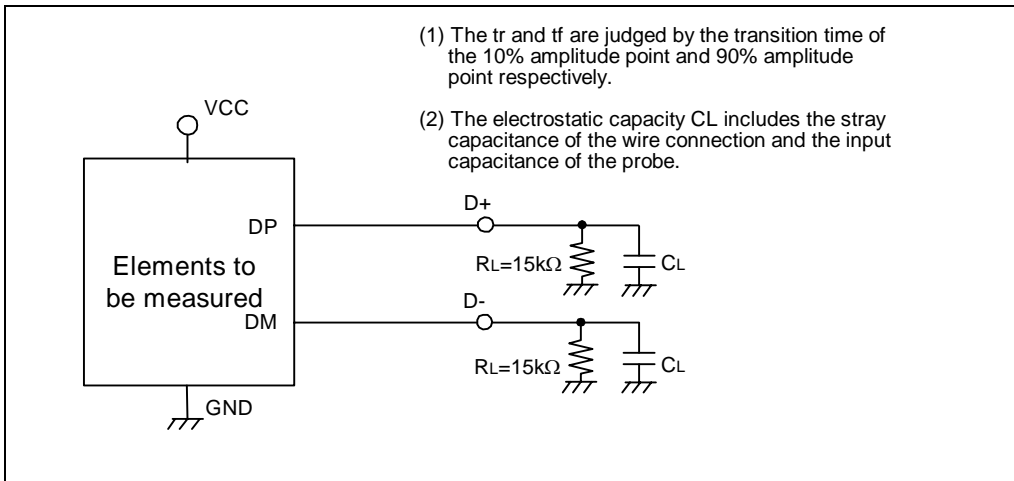 (1) The tr and tf are judged by the transition time of
the 10% amplitude point and 90% amplitude
point respectively.
(2) The electrostatic capacity CL includes the stray
capacitance of the wire connection and the input
capacitance of the probe.
VCC
D+
DP
RL=15kΩ
CL
Elements to
be measured
D-
DM
RL=15kΩ
CL
GND